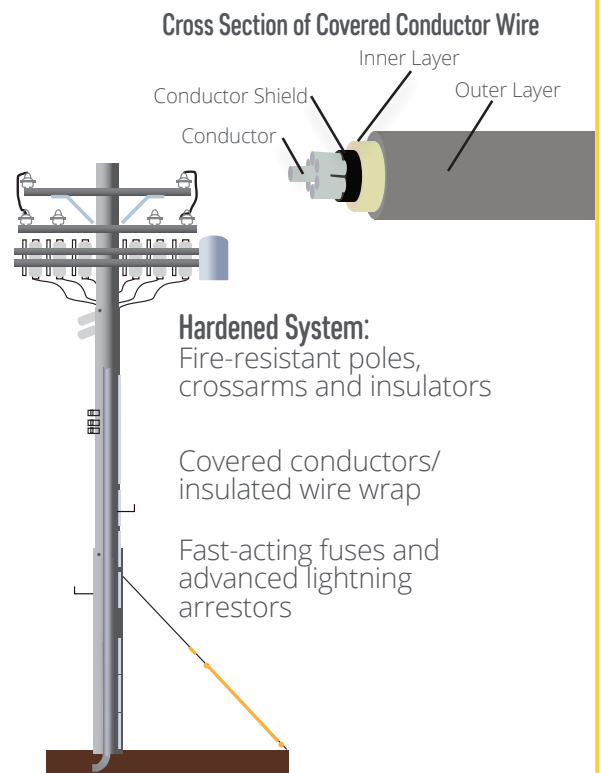 Cross Section of Covered Conductor Wire
Inner Layer
Conductor Shield
Outer Layer
Conductor
Hardened System:
Fire-resistant poles,
crossarms and insulators
Covered conductors/
insulated wire wrap
Fast-acting fuses and
advanced lightning
arrestors